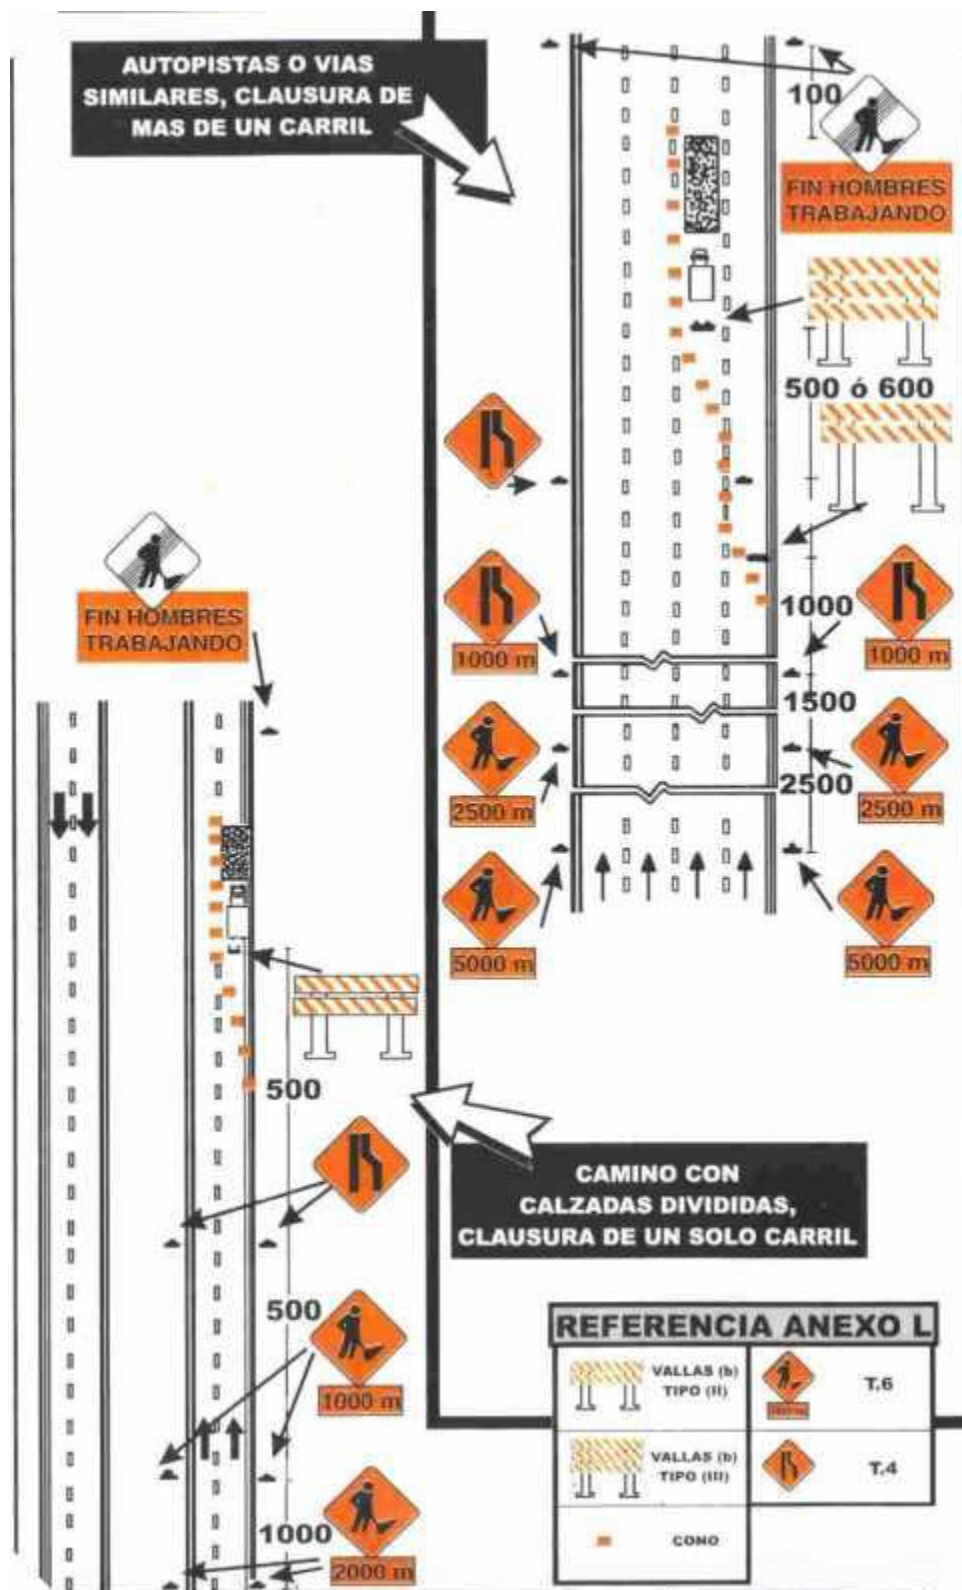 AUTOPISTAS O VIAS
SIMILARES, CLAUSURA DE
MAS DE UN CARRIL
100
FIN HOMBRES
TRABAJANDO
500 ó 600
1000
1000 m
1000 m
1500
2500 m
2500 m
2500
5000 m
5000 m
FIN HOMBRES
TRABAJANDO
500
500
1000 m
1000
2000 m
CAMINO CON
CALZADAS DIVIDIDAS,
CLAUSURA DE UN SOLO CARRIL
REFERENCIA ANEXO L
VALLAS (b)
TIPO (II)
T.6
VALLAS (b)
TIPO (III)
T.4
CONO